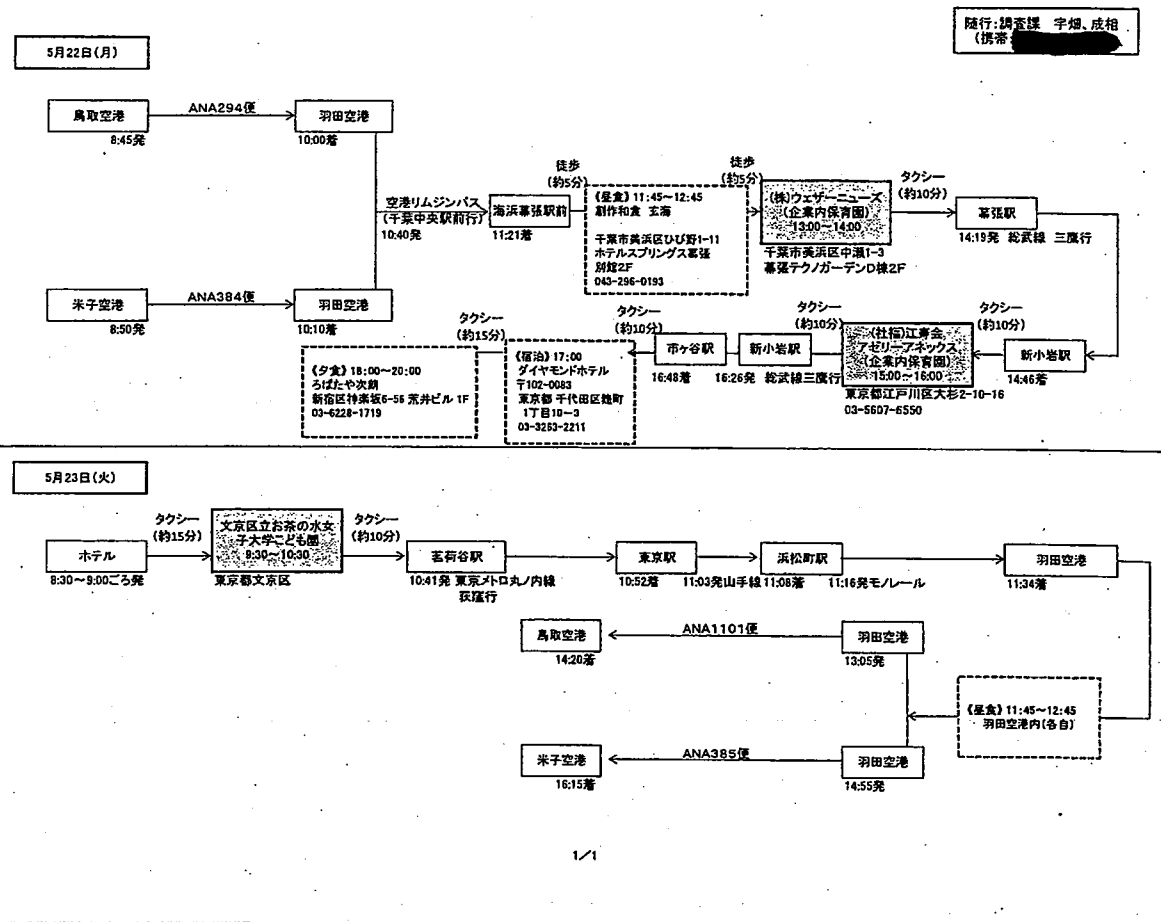 随行:調査課 宇畑、成相
(携帯:
5月22日(月)
鳥取空港
8:45発
ANA294便
羽田空港
10:00着
米子空港
8:50発
ANA384便
羽田空港
10:10着
空港リムジンバス
(千葉中央駅前行)
10:40発
海浜幕張駅前
11:21着
徒歩
(約5分)
《昼食》11:45~12:45
創作和食 玄海
千葉市美浜区ひび野1-11
ホテルスプリングス幕張
別館2F
043-296-0193
徒歩
(約5分)
(株)ウェザーニューズ
(企業内保育園)
13:00~14:00
千葉市美浜区中瀬1-3
幕張テクノガーデンD棟2F
タクシー
(約10分)
幕張駅
14:19発 総武線 三鷹行
新小岩駅
14:46着
タクシー
(約10分)
(社福)江寿会
アゼリーアネックス
(企業内保育園)
15:00~16:00
東京都江戸川区大杉2-10-16
03-5607-6550
タクシー
(約10分)
新小岩駅
16:26発 総武線三鷹行
市ヶ谷駅
16:48着
タクシー
(約10分)
《宿泊》17:00
ダイヤモンドホテル
〒102-0083
東京都 千代田区麹町
1丁目10-3
03-3263-2211
タクシー
(約15分)
《夕食》18:00~20:00
ろばたや次朗
新宿区神楽坂6-56 荒井ビル 1F
03-6228-1719
5月23日(火)
ホテル
8:30~9:00ごろ発
タクシー
(約15分)
文京区立お茶の水女
子大学こども園
9:30~10:30
東京都文京区
タクシー
(約10分)
茗荷谷駅
10:41発 東京メトロ丸ノ内線
荻窪行
東京駅
10:52着
11:03発山手線
浜松町駅
11:08着
11:16発モノレール
羽田空港
11:34着
《昼食》11:45~12:45
羽田空港内(各自)
羽田空港
13:05発
ANA1101便
鳥取空港
14:20着
羽田空港
14:55発
ANA385便
米子空港
16:15着
1/1